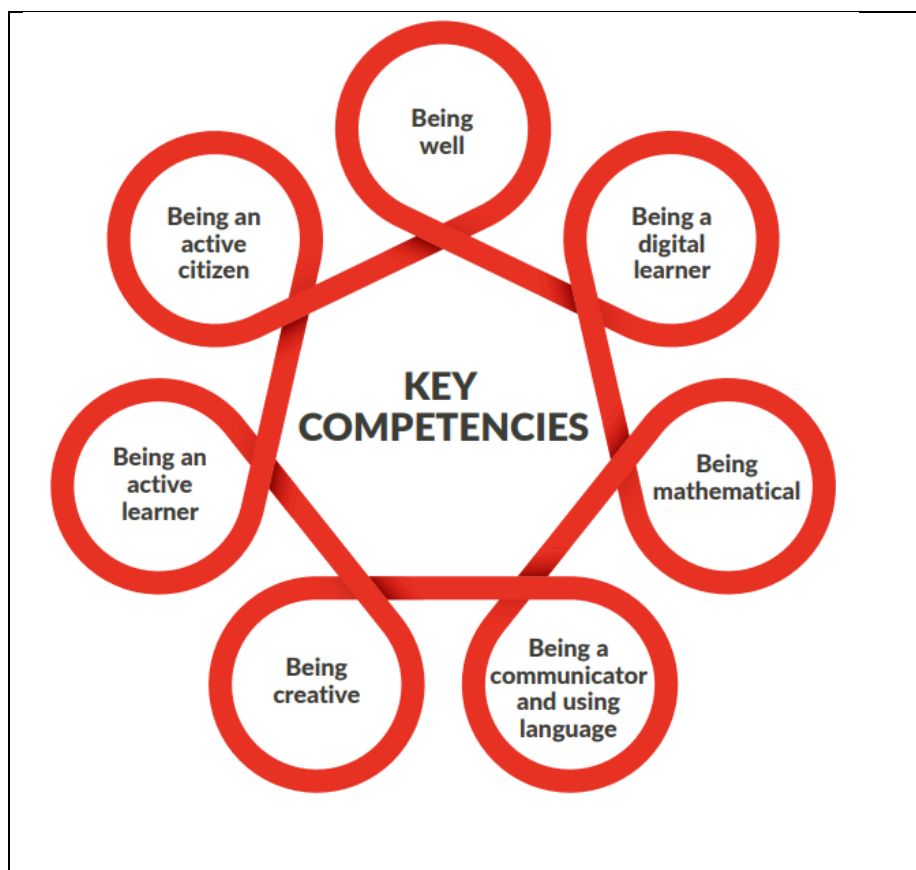 Being
well
Being an
active
citizen
Being a
digital
learner
KEY
COMPETENCIES
Being an
active
learner
Being
mathematical
Being
creative
Being a
communicator
and using
language